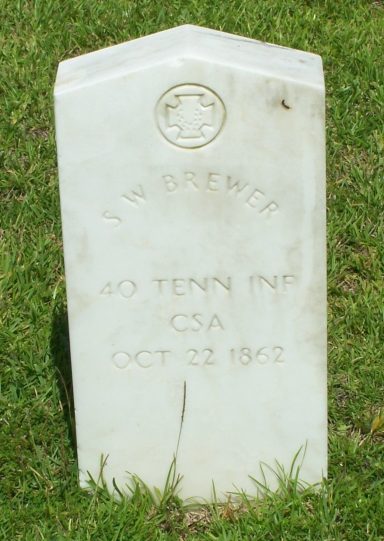 S W BREWER
40 TENN INF
CSA
OCT 22 1862